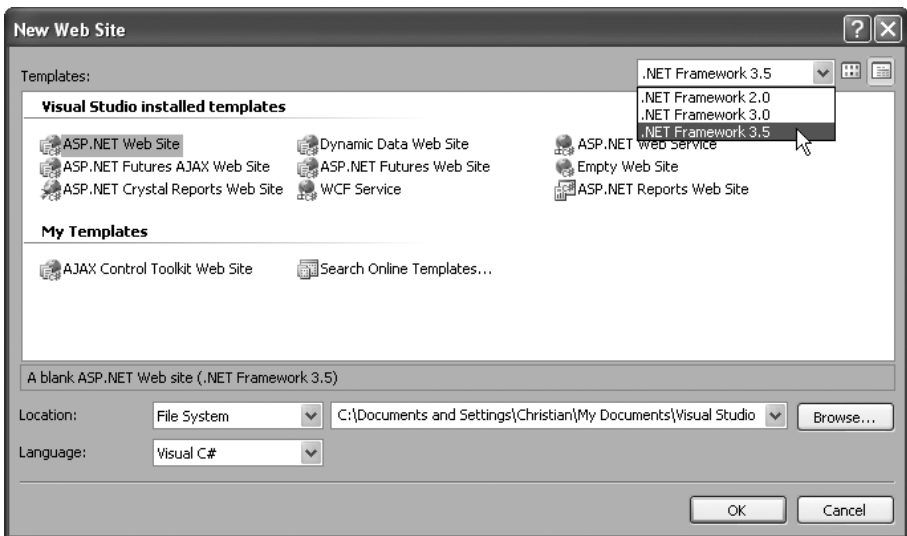 New Web Site
Templates:
.NET Framework 3.5
.NET Framework 2.0
.NET Framework 3.0
.NET Framework 3.5
Visual Studio installed templates
ASP.NET Web Site
Dynamic Data Web Site
ASP.NET Web Service
ASP.NET Futures AJAX Web Site
ASP.NET Futures Web Site
Empty Web Site
ASP.NET Crystal Reports Web Site
WCF Service
ASP.NET Reports Web Site
My Templates
AJAX Control Toolkit Web Site
Search Online Templates...
A blank ASP.NET Web site (.NET Framework 3.5)
Location:
File System
C:\Documents and Settings\Christian\My Documents\Visual Studio
Browse...
Language:
Visual C#
OK
Cancel